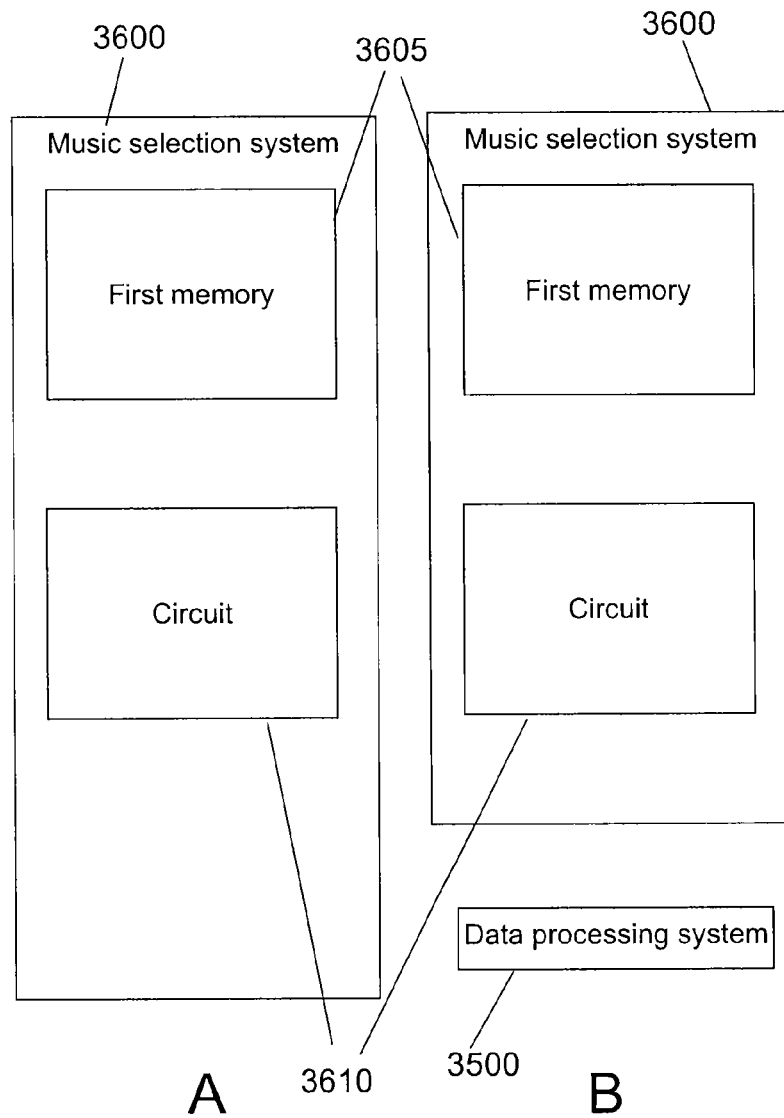 3600
3605
3600
Music selection system
Music selection system
First memory
First memory
Circuit
Circuit
Data processing system
3610
3500
A
B